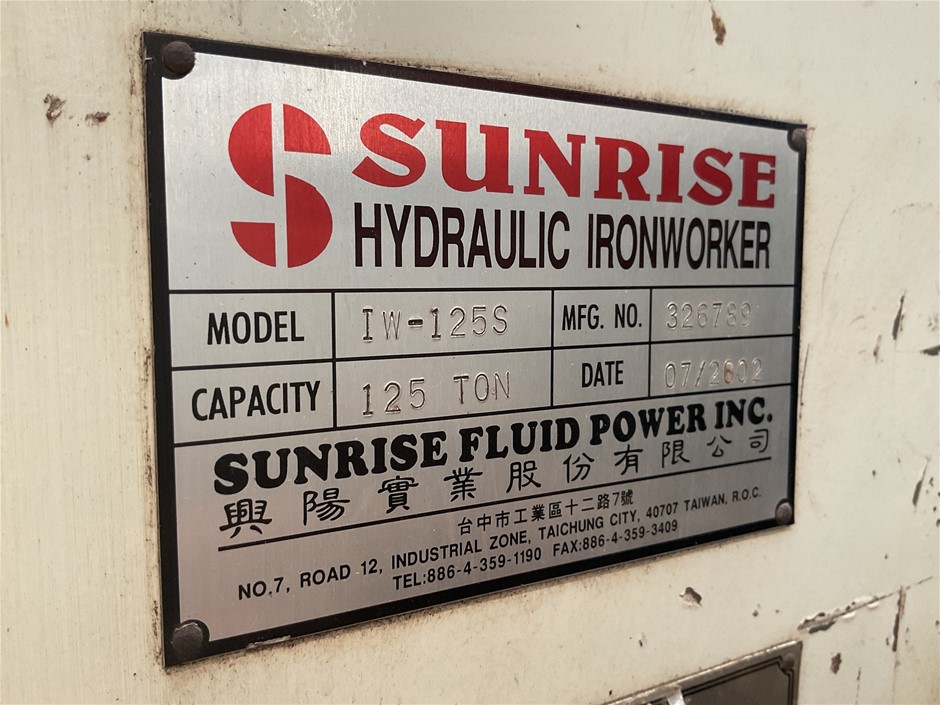 SUNRISE
HYDRAULIC IRONWORKER
MODEL IW-125S MFG. NO. 326789
CAPACITY 125 TON DATE 07/2002
SUNRISE FLUID POWER INC.
興陽實業股份有限公司
台中市工業區十二路7號
NO.7, ROAD 12, INDUSTRIAL ZONE, TAICHUNG CITY, 40707 TAIWAN, R.O.C.
TEL:886-4-359-1190 FAX:886-4-359-3409